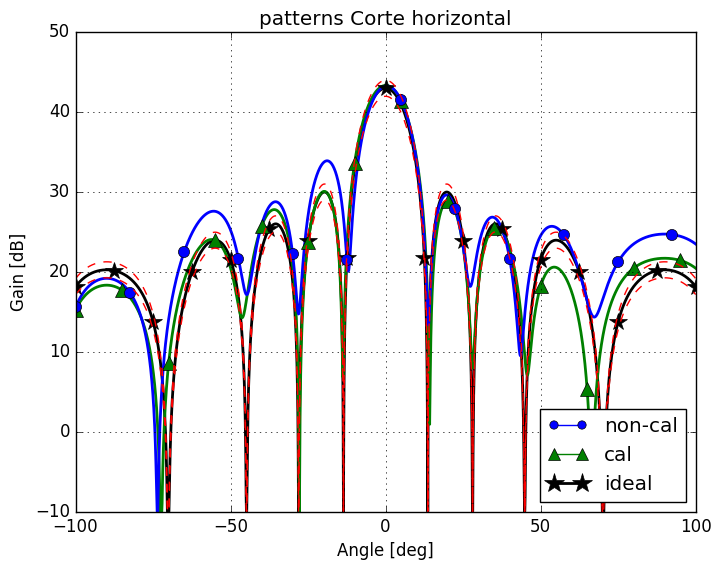 patterns Corte horizontal
Gain [dB]
50
40
30
20
10
0
−10
−100
−50
0
50
100
Angle [deg]
non-cal
cal
ideal